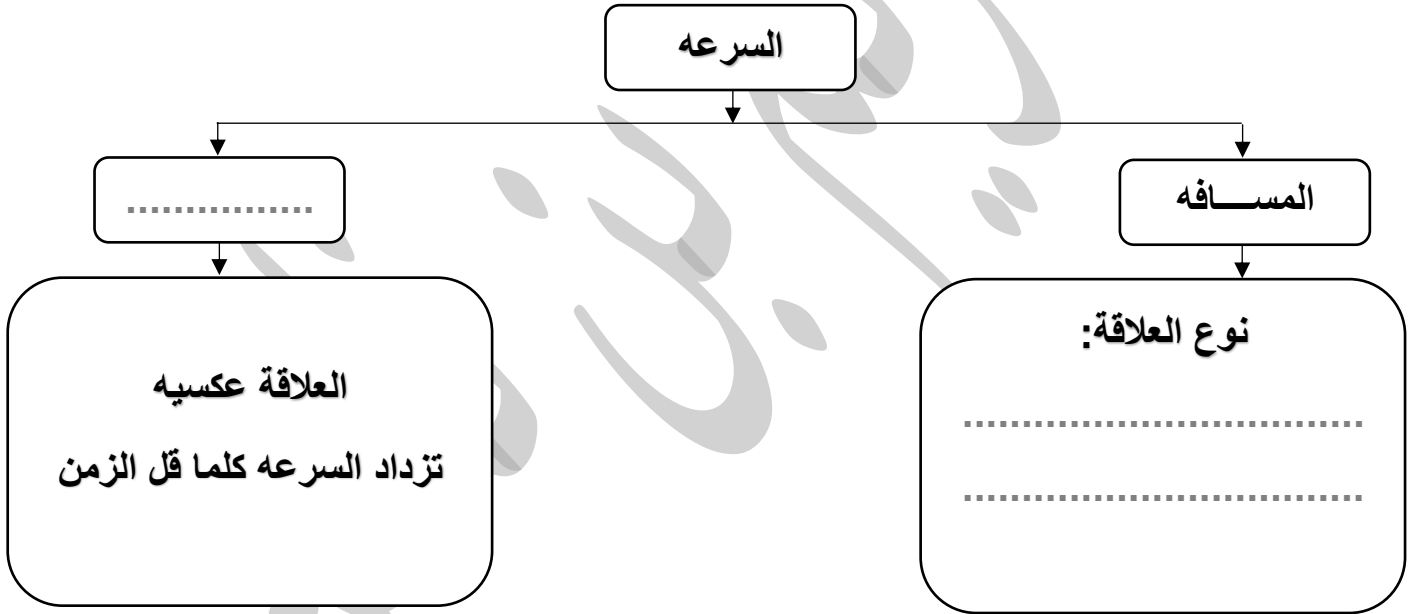 السرعه
المســـافه
................
نوع العلاقة:
..................................
..................................
العلاقة عكسيه
تزداد السرعه كلما قل الزمن